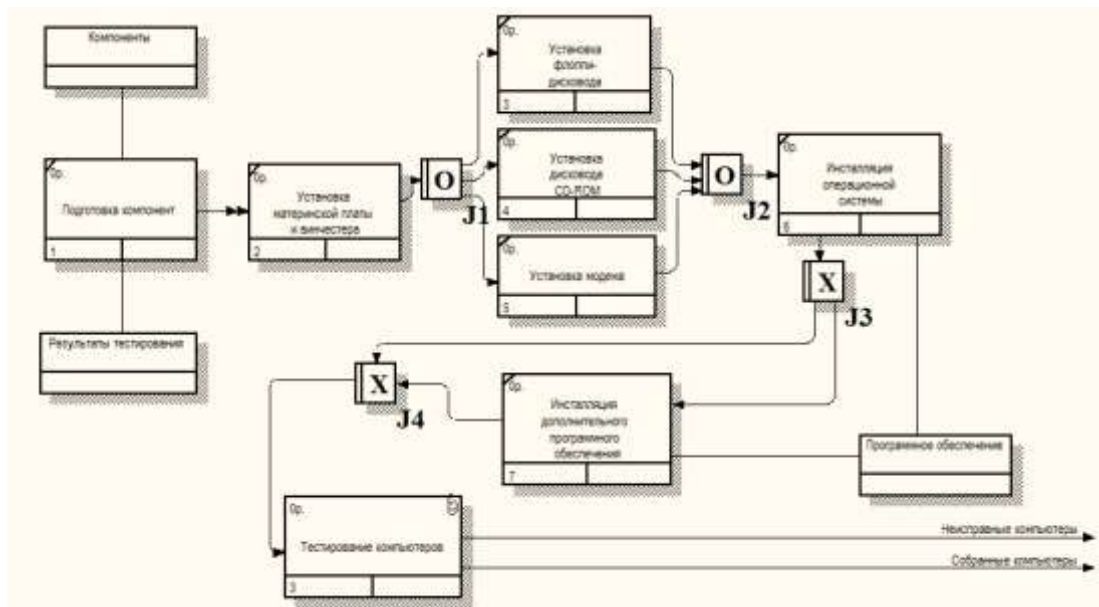 Компоненты
0р.
Подготовка компонент
1
Результаты тестирования
0р.
Установка
материнской платы
и винчестера
2
O
J1
0р.
Установка
флоппи-
дисковода
3
0р.
Установка
дисковода
CD-ROM
4
0р.
Установка модема
5
O
J2
0р.
Инсталляция
операционной
системы
6
X
J3
X
J4
0р.
Инсталляция
дополнительного
программного
обеспечения
7
Программное обеспечение
0р.
Тестирование компьютеров
3
Неисправные компьютеры
Собранные компьютеры